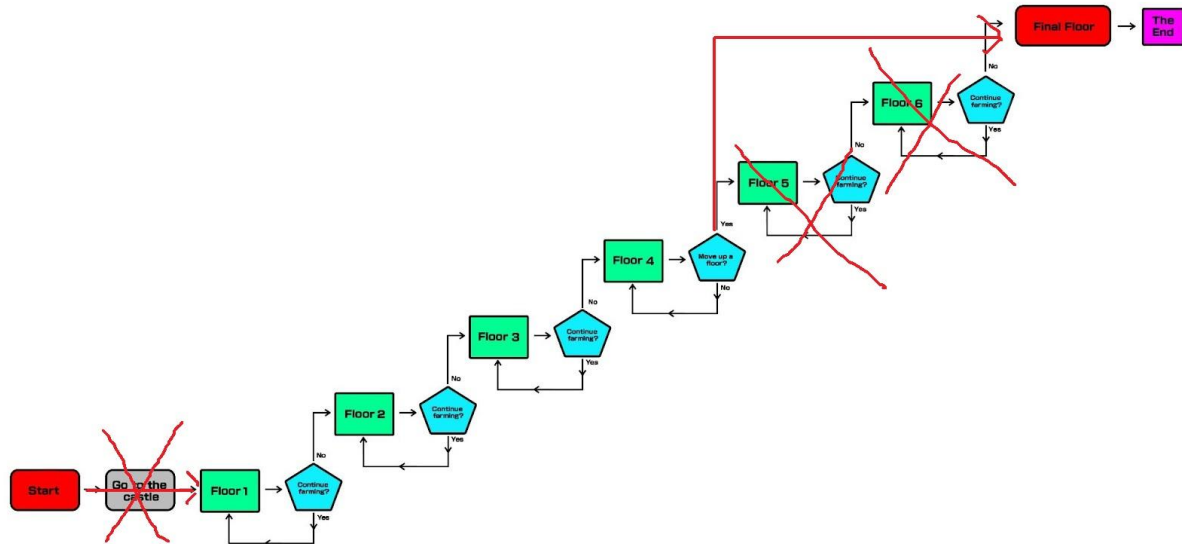 Start
Go to the
castle
Floor 1
Continue
farming?
No
Yes
Floor 2
Continue
farming?
No
Yes
Floor 3
Continue
farming?
No
Yes
Floor 4
Move up a
floor?
Yes
No
Floor 5
Continue
farming?
No
Yes
Floor 6
Continue
farming?
No
Yes
Final Floor
The
End